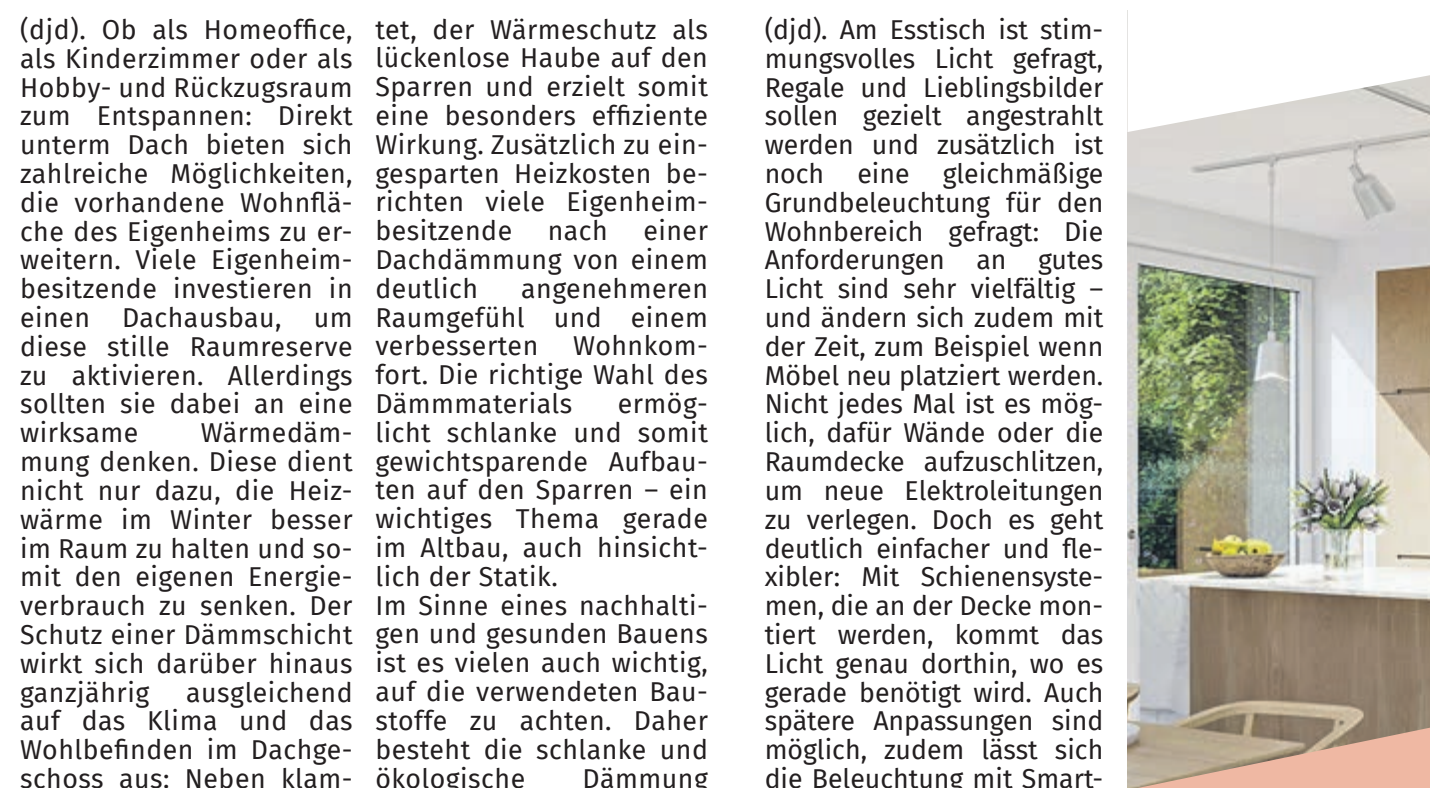 (djd). Ob als Homeoffice,
als Kinderzimmer oder als
Hobby- und Rückzugsraum
zum Entspannen: Direkt
unterm Dach bieten sich
zahlreiche Möglichkeiten,
die vorhandene Wohnflä-
che des Eigenheims zu er-
weitern. Viele Eigenheim-
besitzende investieren in
einen Dachausbau, um
diese stille Raumreserve
zu aktivieren. Allerdings
sollten sie dabei an eine
wirksame Wärmedäm-
mung denken. Diese dient
nicht nur dazu, die Heiz-
wärme im Winter besser
im Raum zu halten und so-
mit den eigenen Energie-
verbrauch zu senken. Der
Schutz einer Dämmschicht
wirkt sich darüber hinaus
ganzjährig ausgleichend
auf das Klima und das
Wohlbefinden im Dachge-
schoss aus: Neben klam-
tet, der Wärmeschutz als
lückenlose Haube auf den
Sparren und erzielt somit
eine besonders effiziente
Wirkung. Zusätzlich zu ein-
gesparten Heizkosten be-
richten viele Eigenheim-
besitzende nach einer
Dachdämmung von einem
deutlich angenehmeren
Raumgefühl und einem
verbesserten Wohnkom-
fort. Die richtige Wahl des
Dämmmaterials ermög-
licht schlanke und somit
gewichtsparende Aufbau-
ten auf den Sparren – ein
wichtiges Thema gerade
im Altbau, auch hinsicht-
lich der Statik.
Im Sinne eines nachhalti-
gen und gesunden Bauens
ist es vielen auch wichtig,
auf die verwendeten Bau-
stoffe zu achten. Daher
besteht die schlanke und
ökologische Dämmung
(djd). Am Esstisch ist stim-
mungsvolles Licht gefragt,
Regale und Lieblingsbilder
sollen gezielt angestrahlt
werden und zusätzlich ist
noch eine gleichmäßige
Grundbeleuchtung für den
Wohnbereich gefragt: Die
Anforderungen an gutes
Licht sind sehr vielfältig –
und ändern sich zudem mit
der Zeit, zum Beispiel wenn
Möbel neu platziert werden.
Nicht jedes Mal ist es mög-
lich, dafür Wände oder die
Raumdecke aufzuschlitzen,
um neue Elektroleitungen
zu verlegen. Doch es geht
deutlich einfacher und fle-
xibler: Mit Schienensyste-
men, die an der Decke mon-
tiert werden, kommt das
Licht genau dorthin, wo es
gerade benötigt wird. Auch
spätere Anpassungen sind
möglich, zudem lässt sich
die Beleuchtung mit Smart-